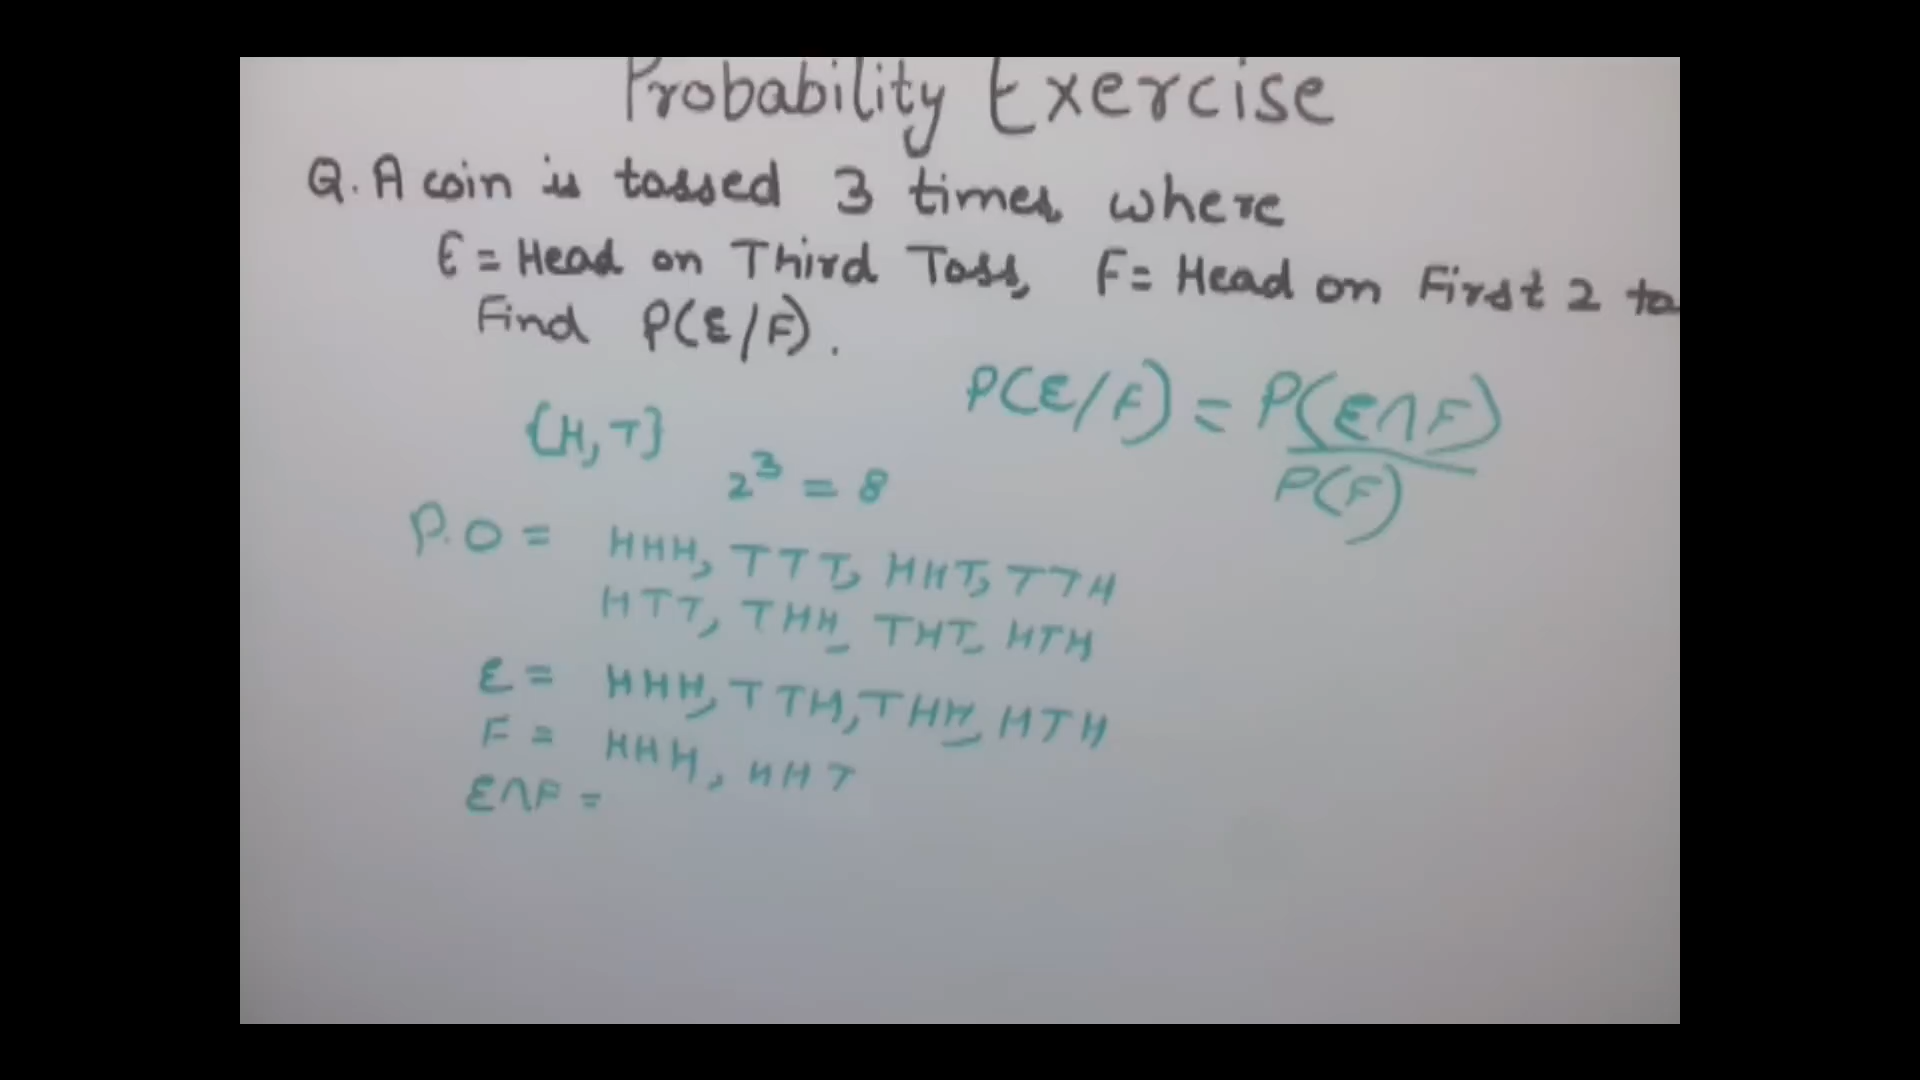 Probability Exercise
Q. A coin is tossed 3 times, where
E = Head on Third Toss, F = Head on First 2 to
Find P(E/F).
P(E/F) = P(E∩F)
P(F)
{H, T}
2³ = 8
P.O = HHH, TTT, HHT, TTH
HTT, THH, THT, HTH
E = HHH, TTH, THH, HTH
F = HHH, HHT
E∩F =